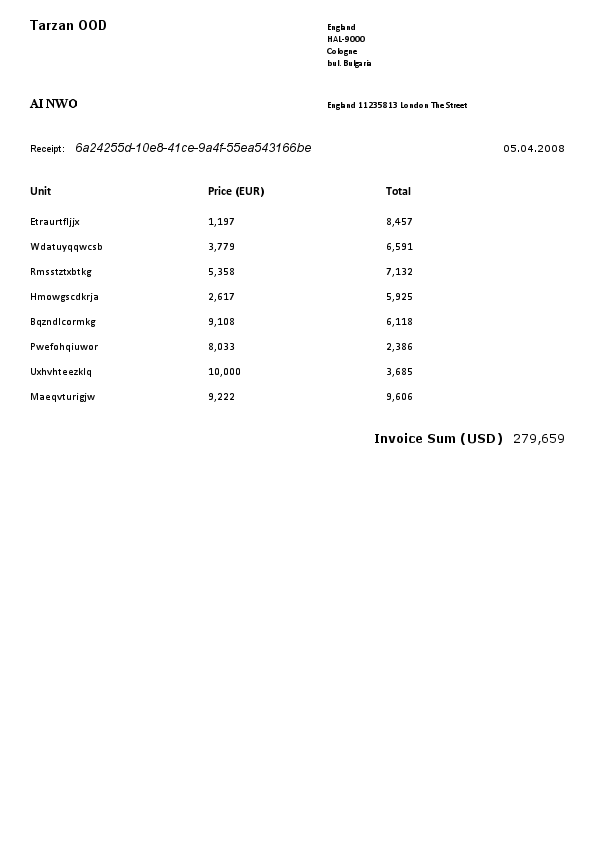 Tarzan OOD
England
HAL-9000
Cologne
bul. Bulgaria
AI NWO England 11235813 London The Street
Receipt: 6a24255d-10e8-41ce-9a4f-55ea543166be 05.04.2008
Unit Price (EUR) Total
Etraurtfljjx 1,197 8,457
Wdatuyqqwcsb 3,779 6,591
Rmsstztxbtkg 5,358 7,132
Hmowgscdkrja 2,617 5,925
Bqzndlcormkg 9,108 6,118
Pwefohqiuwor 8,033 2,386
Uxhvhteezklq 10,000 3,685
Maeqvturigjw 9,222 9,606
Invoice Sum (USD) 279,659